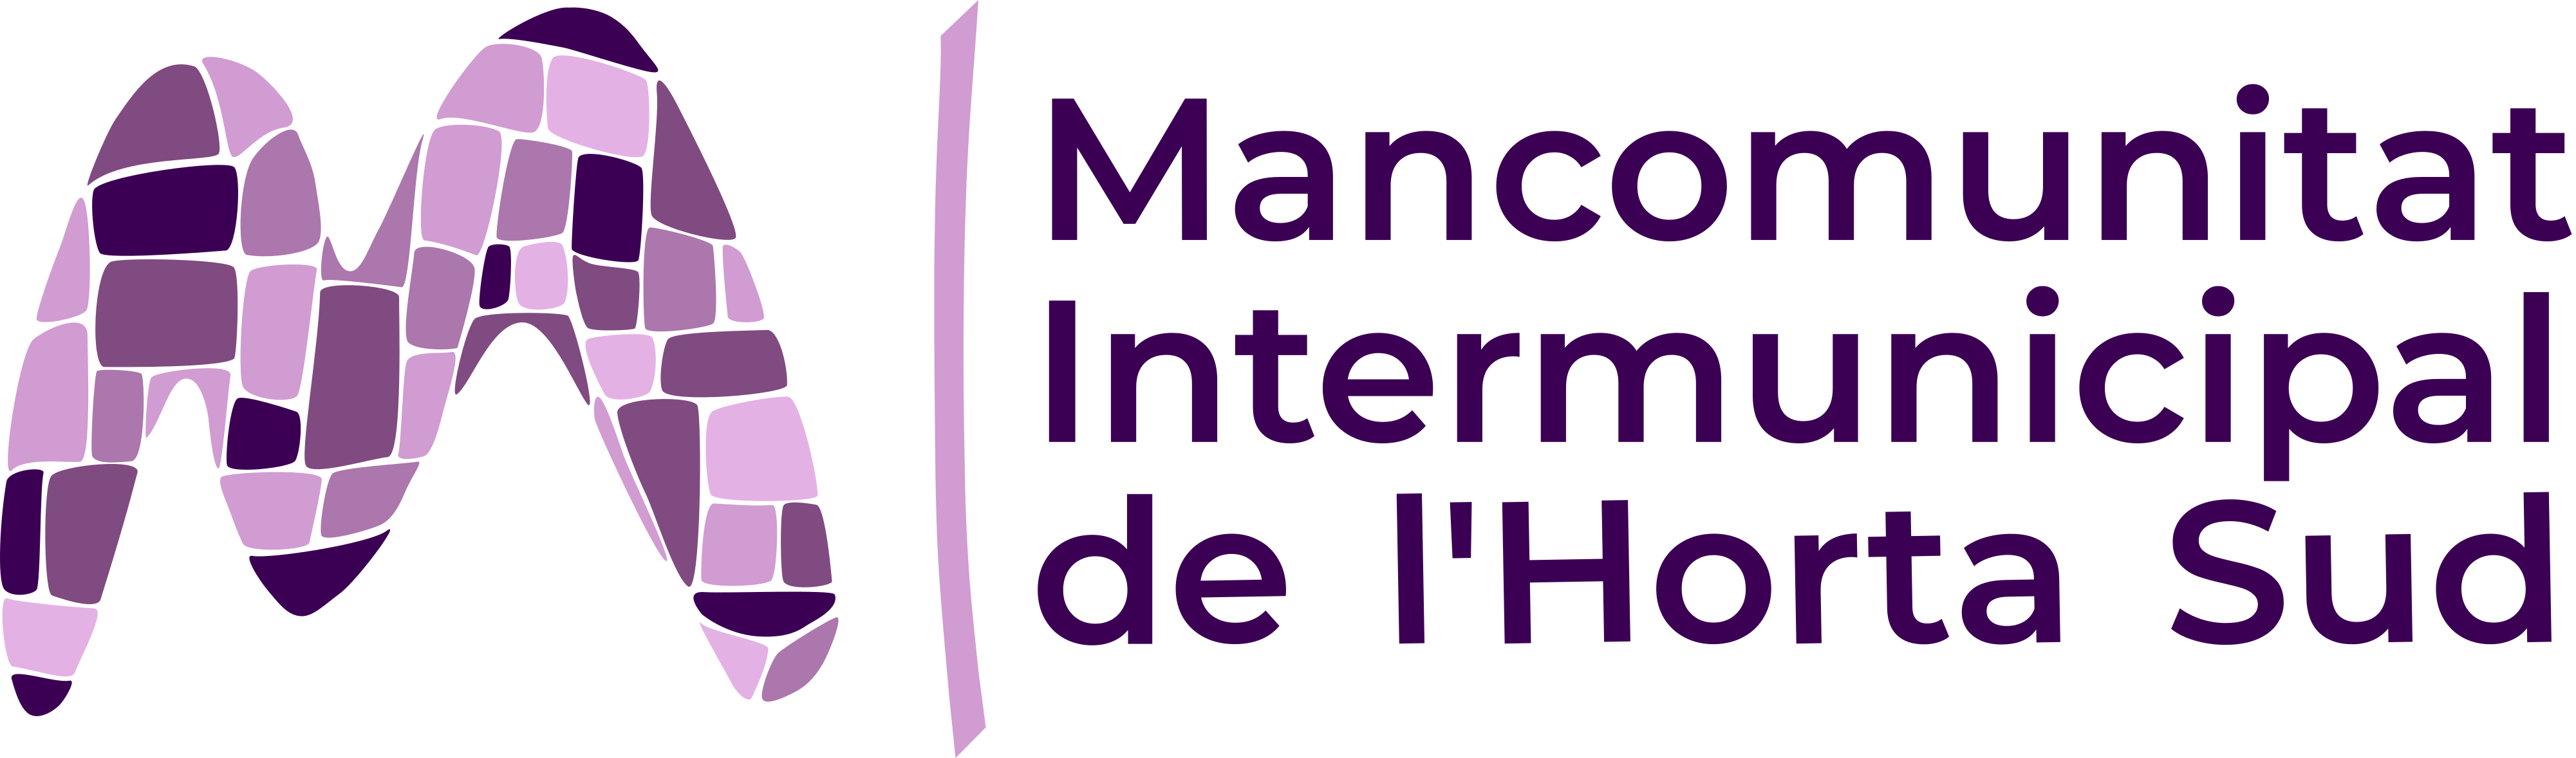 Mancomunitat
Intermunicipal
de l'Horta Sud